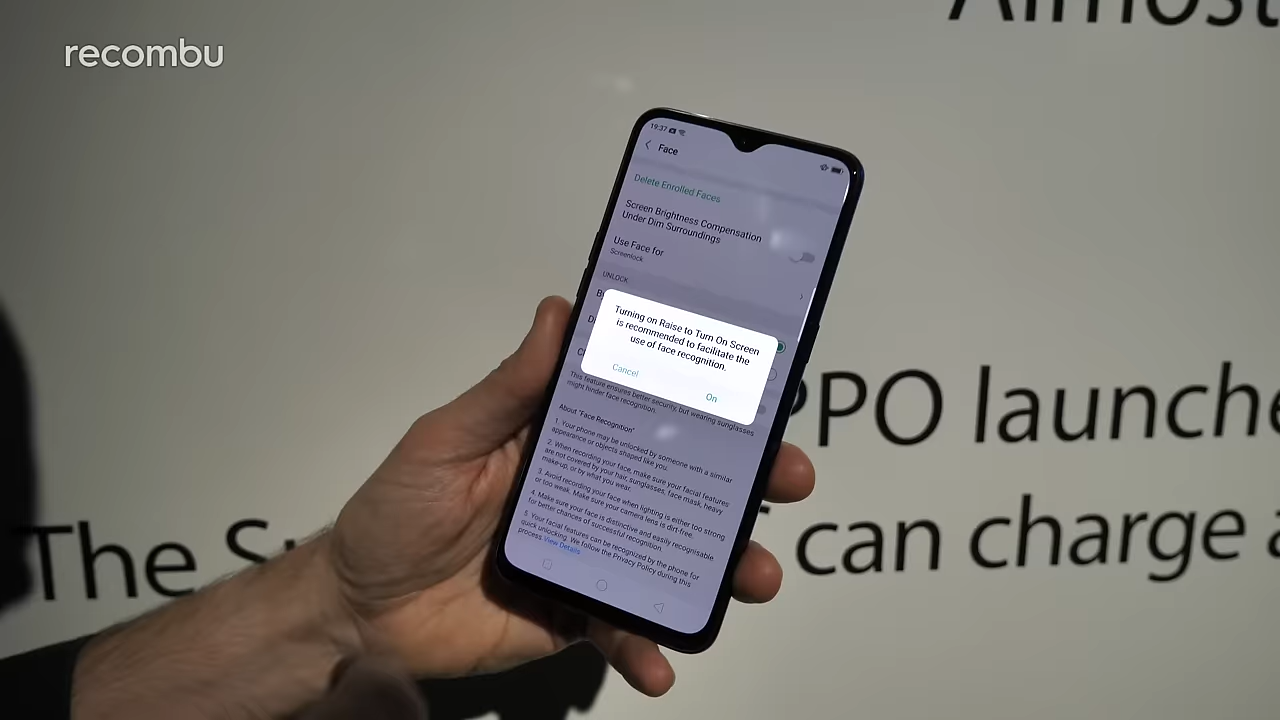 recombu
Almost
19:37
Face
Delete Enrolled Faces
Screen Brightness Compensation
Under Dim Surroundings
Use Face for
Screenlock
UNLOCK
Turning on Raise to Turn On Screen
is recommended to facilitate the
use of face recognition.
Cancel
On
This feature ensures better security, but wearing sunglasses
might hinder face recognition.
About "Face Recognition"
1. Your phone may be unlocked by someone with a similar
appearance or objects shaped like you.
2. When recording your face, make sure your facial features
are not covered by your hair, sunglasses, face mask, heavy
make-up, or by what you wear.
3. Avoid recording your face when lighting is either too strong
or too weak. Make sure your camera lens is dirt-free.
4. Make sure your face is distinctive and easily recognisable
for better chances of successful recognition.
5. Your facial features can be recognized by the phone for
quick unlocking. We follow the Privacy Policy during this
process. View Details
PPO launche
The Su
can charge a